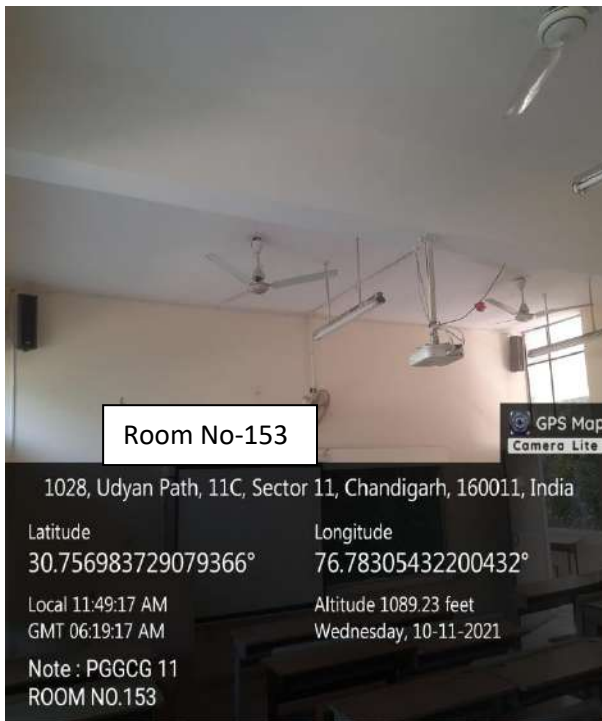 Room No-153
GPS Map
Camera Lite
1028, Udyan Path, 11C, Sector 11, Chandigarh, 160011, India
Latitude
30.756983729079366°
Longitude
76.78305432200432°
Local 11:49:17 AM
GMT 06:19:17 AM
Altitude 1089.23 feet
Wednesday, 10-11-2021
Note : PGGCG 11
ROOM NO.153